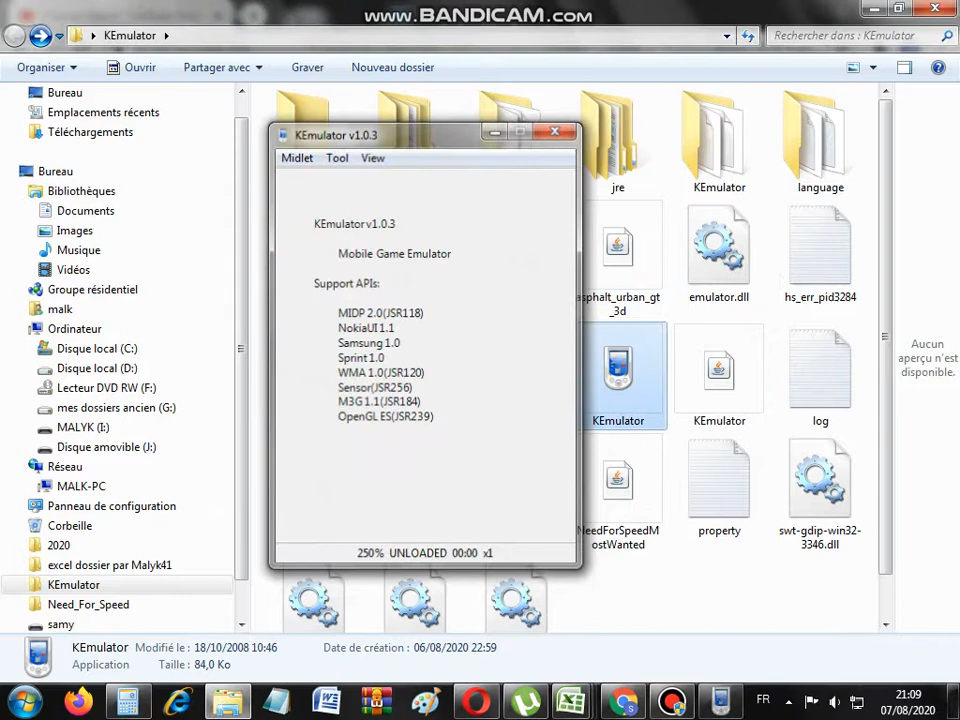 www.BANDICAM.com
KEmulator
Rechercher dans : KEmulator
Organiser
Ouvrir
Partager avec
Graver
Nouveau dossier
Bureau
Emplacements récents
Téléchargements
Bureau
Bibliothèques
Documents
Images
Musique
Vidéos
Groupe résidentiel
malk
Ordinateur
Disque local (C:)
Disque local (D:)
Lecteur DVD RW (F:)
mes dossiers ancien (G:)
MALYK (I:)
Disque amovible (J:)
Réseau
MALK-PC
Panneau de configuration
Corbeille
2020
excel dossier par Malyk41
KEmulator
Need_For_Speed
samy
KEmulator v1.0.3
Midlet Tool View
KEmulator v1.0.3
Mobile Game Emulator
Support APIs:
MIDP 2.0(JSR118)
NokiaUI 1.1
Samsung 1.0
Sprint 1.0
WMA 1.0(JSR120)
Sensor(JSR256)
M3G 1.1(JSR184)
OpenGL ES(JSR239)
250% UNLOADED 00:00 x1
jre
KEmulator
language
asphalt_urban_gt
_3d
emulator.dll
hs_err_pid3284
KEmulator
KEmulator
log
NeedForSpeedM
ostWanted
property
swt-gdip-win32-
3346.dll
Aucun
aperçu n'est
disponible.
KEmulator Modifié le : 18/10/2008 10:46
Date de création : 06/08/2020 22:59
Application Taille : 84,0 Ko
FR
21:09
07/08/2020